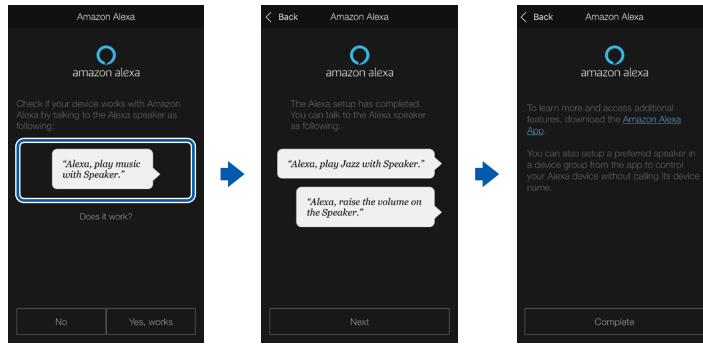 Amazon Alexa
amazon alexa
Check if your device works with Amazon
Alexa by talking to the Alexa speaker as
following:
“Alexa, play music
with Speaker.”
Does it work?
No
Yes, works
Back
Amazon Alexa
amazon alexa
The Alexa setup has completed.
You can talk to the Alexa speaker
as following:
“Alexa, play Jazz with Speaker.”
“Alexa, raise the volume on
the Speaker.”
Next
Back
Amazon Alexa
amazon alexa
To learn more and access additional
features, download the Amazon Alexa
App.
You can also setup a preferred speaker in
a device group from the app to control
your Alexa device without calling its device
name.
Complete